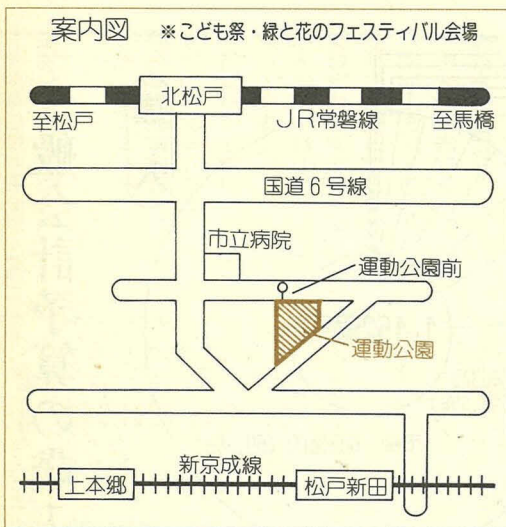 案内図 ※こども祭・緑と花のフェスティバル会場
北松戸
至松戸 JR常磐線 至馬橋
国道6号線
市立病院
運動公園前
運動公園
新京成線
上本郷 松戸新田